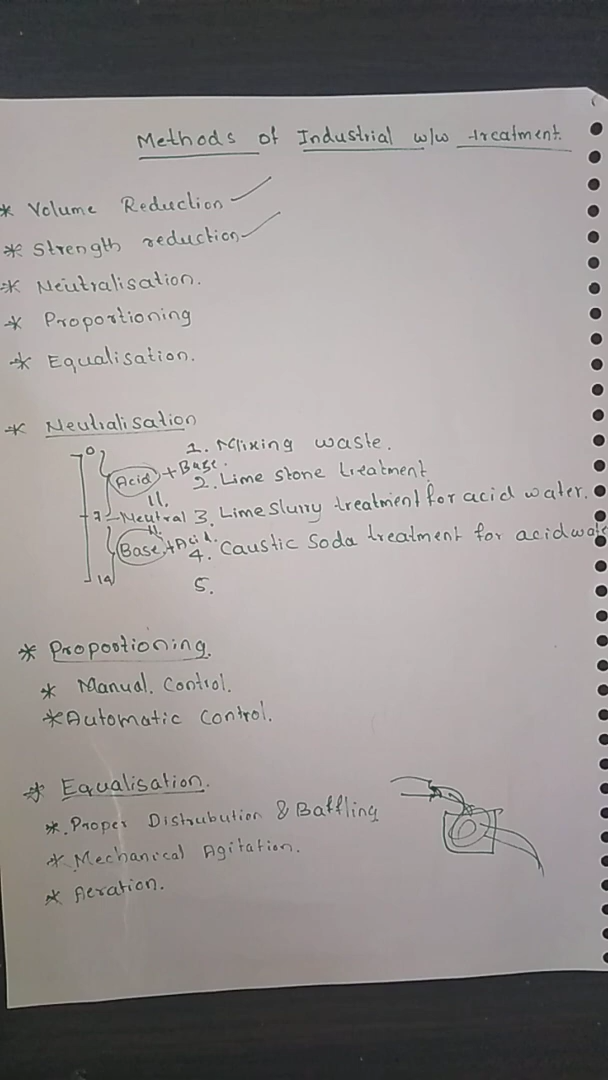 Methods of Industrial w/w treatment.
* Volume Reduction
* Strength reduction
* Neutralisation.
* Proportioning
* Equalisation.
* Neutralisation
0
1. Mixing waste.
Acid + Base.
2. Lime stone treatment.
7 - Neutral
3. Lime slurry treatment for acid water.
Base + Acid.
4. Caustic Soda treatment for acid wate
14
5.
* Propostioning.
* Manual. Control.
* Automatic Control.
* Equalisation.
* Proper Distrubution & Baffling
* Mechanical Agitation.
* Aeration.